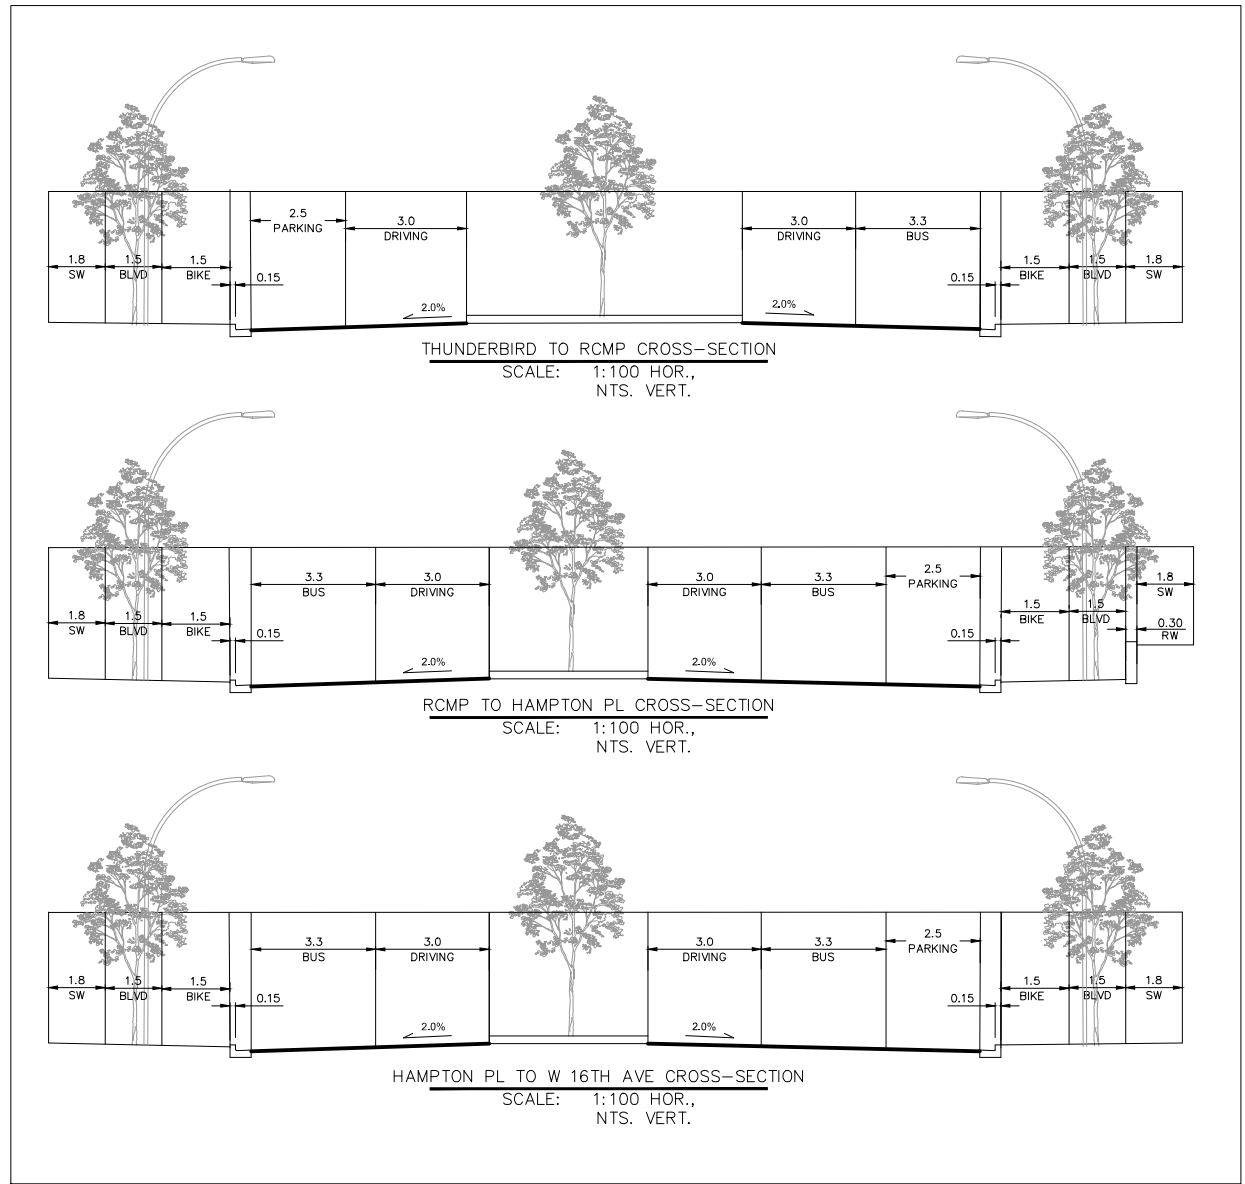 2.5
PARKING
3.0
DRIVING
3.0
DRIVING
3.3
BUS
1.8
SW
1.5
BLVD
1.5
BIKE
0.15
0.15
1.5
BIKE
1.5
BLVD
1.8
SW
2.0%
2.0%
THUNDERBIRD TO RCMP CROSS-SECTION
SCALE: 1:100 HOR.,
NTS. VERT.
3.3
BUS
3.0
DRIVING
3.0
DRIVING
3.3
BUS
2.5
PARKING
1.8
SW
1.8
SW
1.5
BLVD
1.5
BIKE
0.15
0.15
1.5
BIKE
1.5
BLVD
0.30
RW
2.0%
2.0%
RCMP TO HAMPTON PL CROSS-SECTION
SCALE: 1:100 HOR.,
NTS. VERT.
3.3
BUS
3.0
DRIVING
3.0
DRIVING
3.3
BUS
2.5
PARKING
1.8
SW
1.5
BLVD
1.5
BIKE
0.15
0.15
1.5
BIKE
1.5
BLVD
1.8
SW
2.0%
2.0%
HAMPTON PL TO W 16TH AVE CROSS-SECTION
SCALE: 1:100 HOR.,
NTS. VERT.